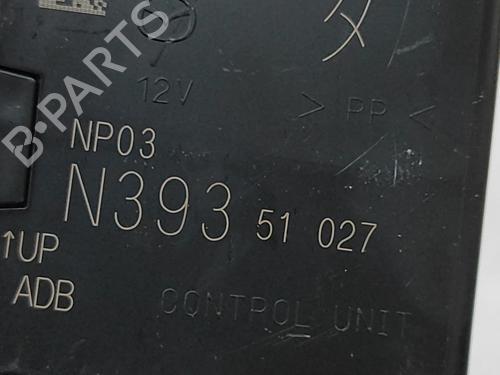 12V
> PP <
NP03
N393 51 027
↑UP
ADB
CONTROL UNIT
B-PARTS